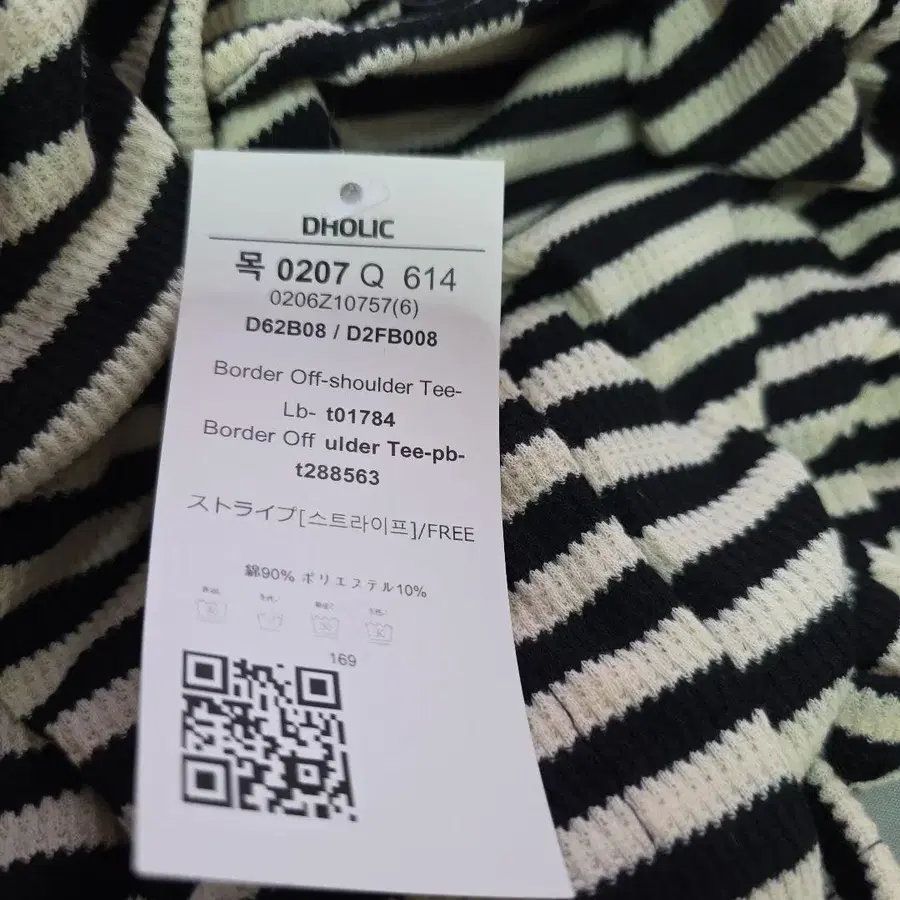 DHOLIC
목 0207 Q 614
0206Z10757(6)
D62B08 / D2FB008
Border Off-shoulder Tee-
Lb- t01784
Border Off ulder Tee-pb-
t288563
ストライプ[스트라이프]/FREE
綿90% ポリエステル10%
169